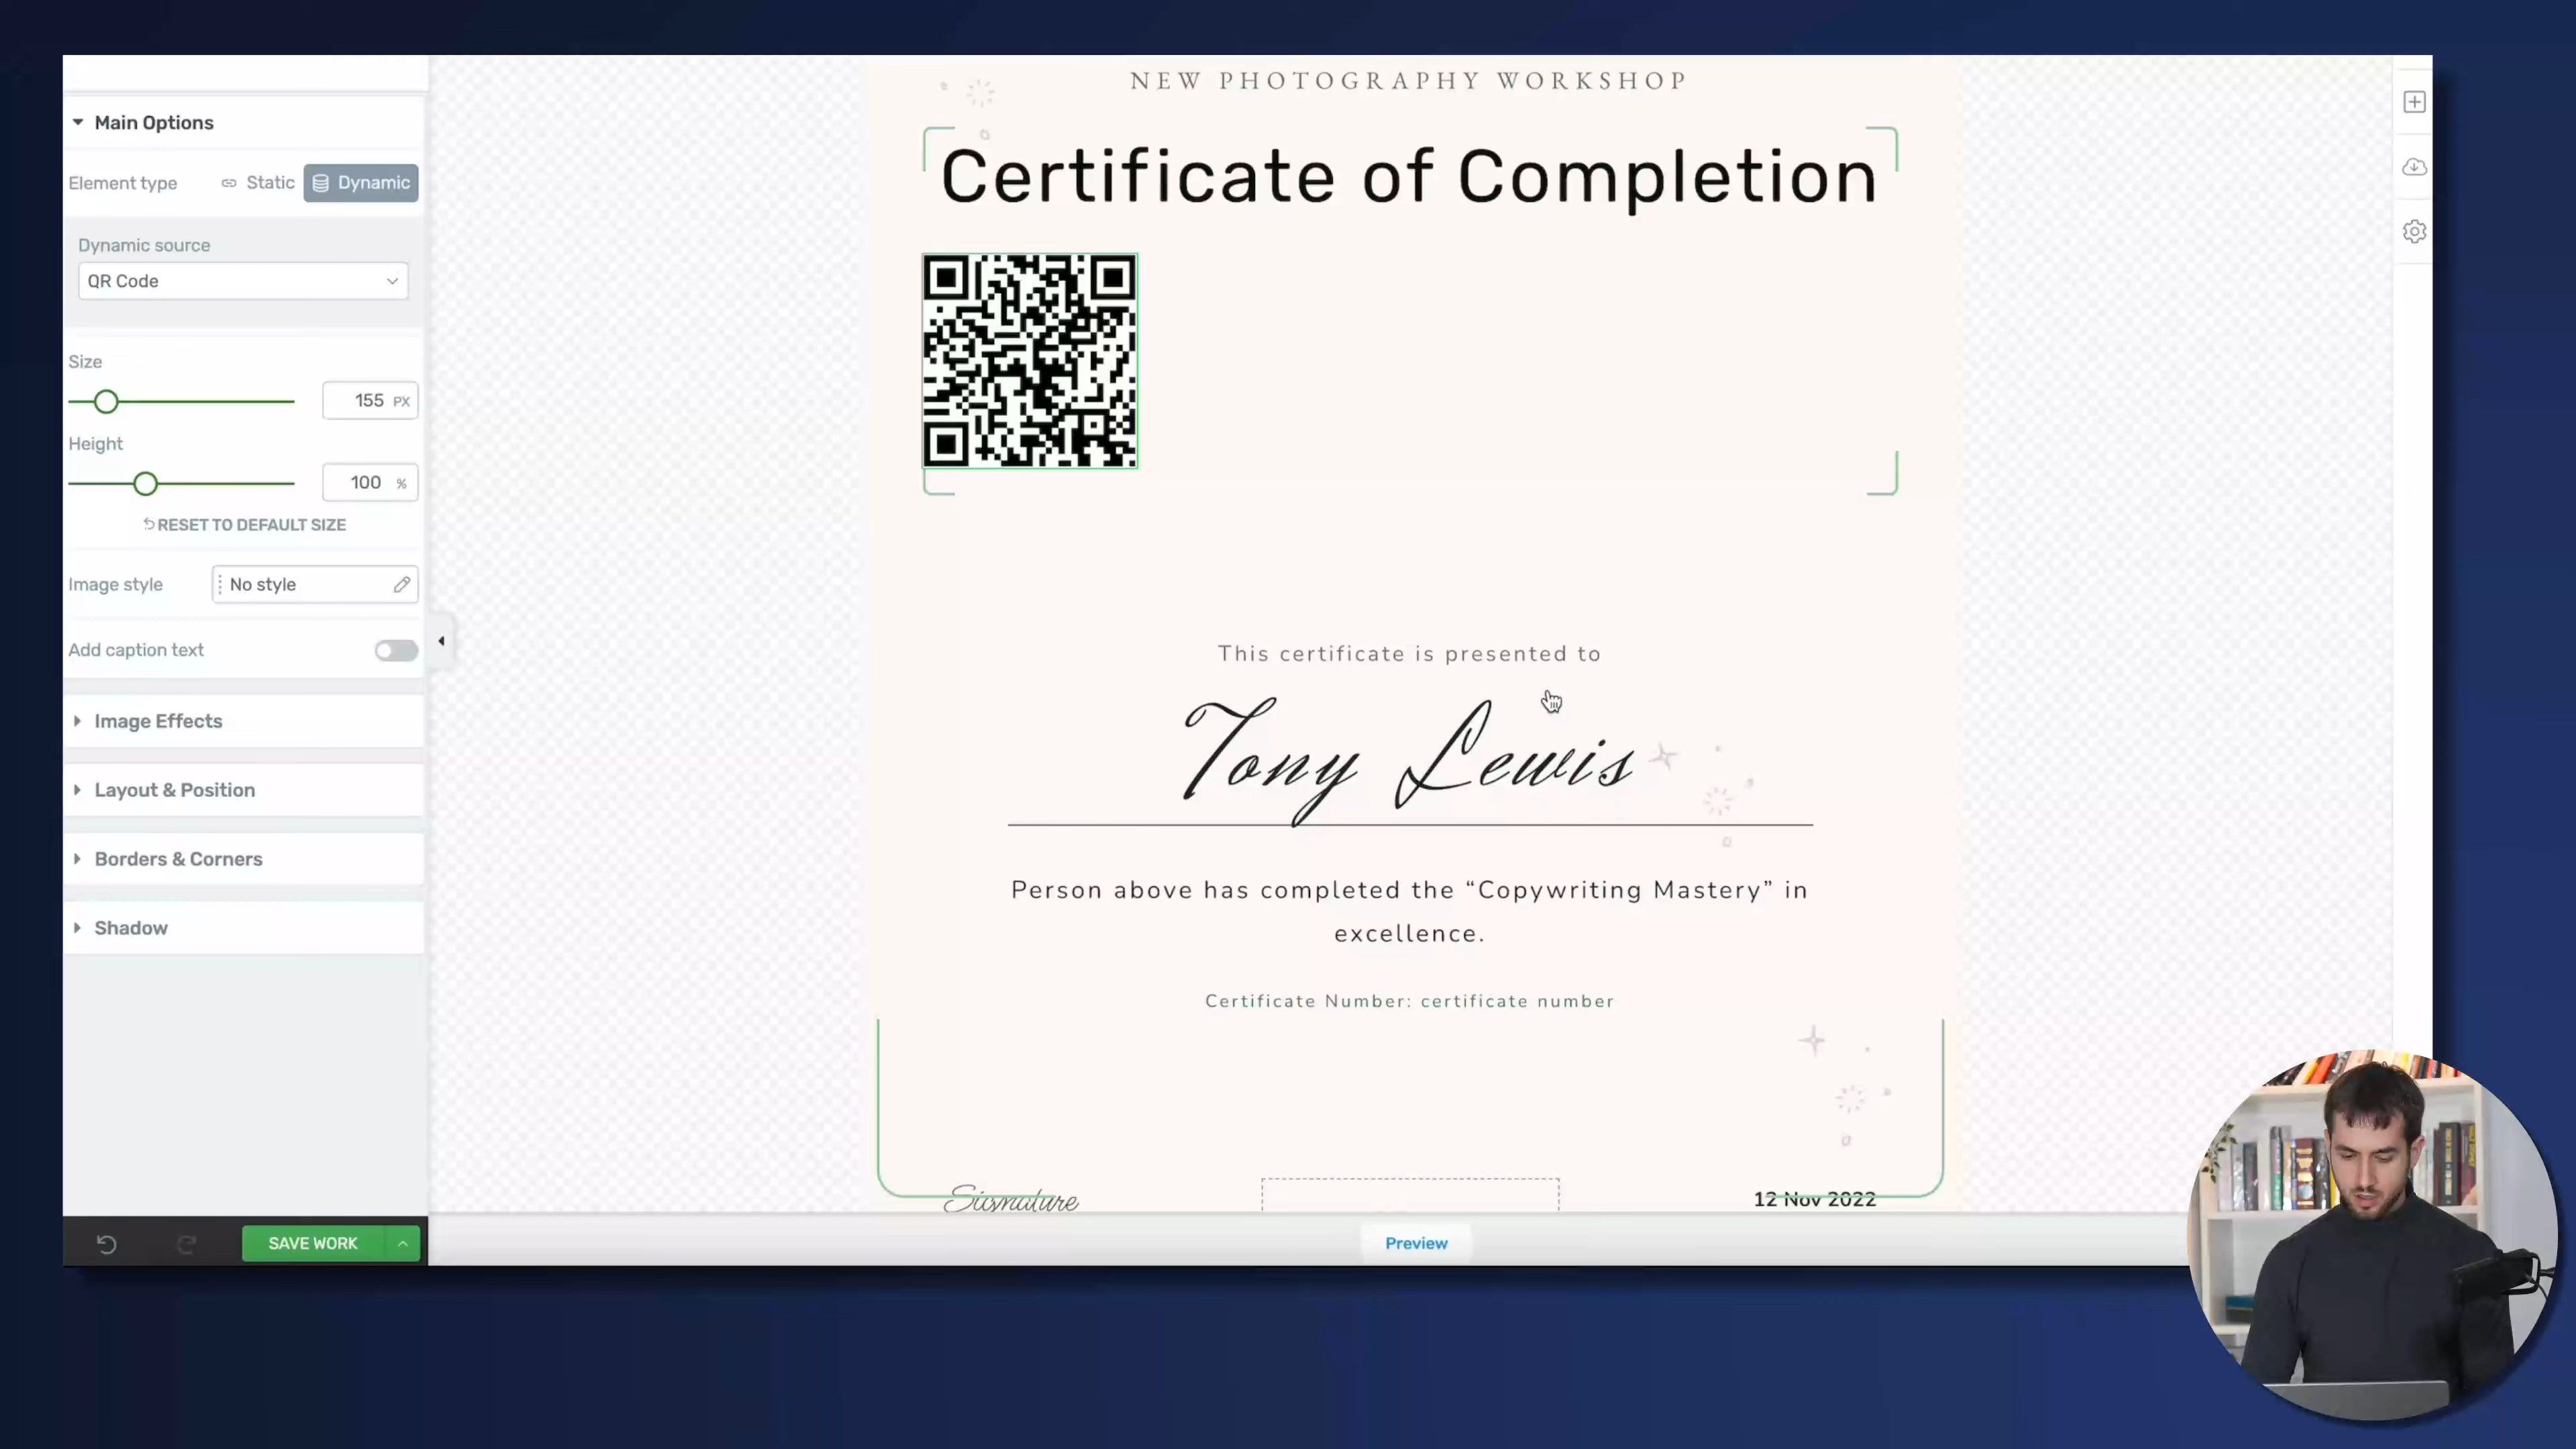 Main Options
Element type
Static
Dynamic
Dynamic source
QR Code
Size
155 PX
Height
100 %
RESET TO DEFAULT SIZE
Image style
No style
Add caption text
Image Effects
Layout & Position
Borders & Corners
Shadow
SAVE WORK
NEW PHOTOGRAPHY WORKSHOP
Certificate of Completion
This certificate is presented to
Tony Lewis
Person above has completed the “Copywriting Mastery” in
excellence.
Certificate Number: certificate number
Signature
12 Nov 2022
Preview